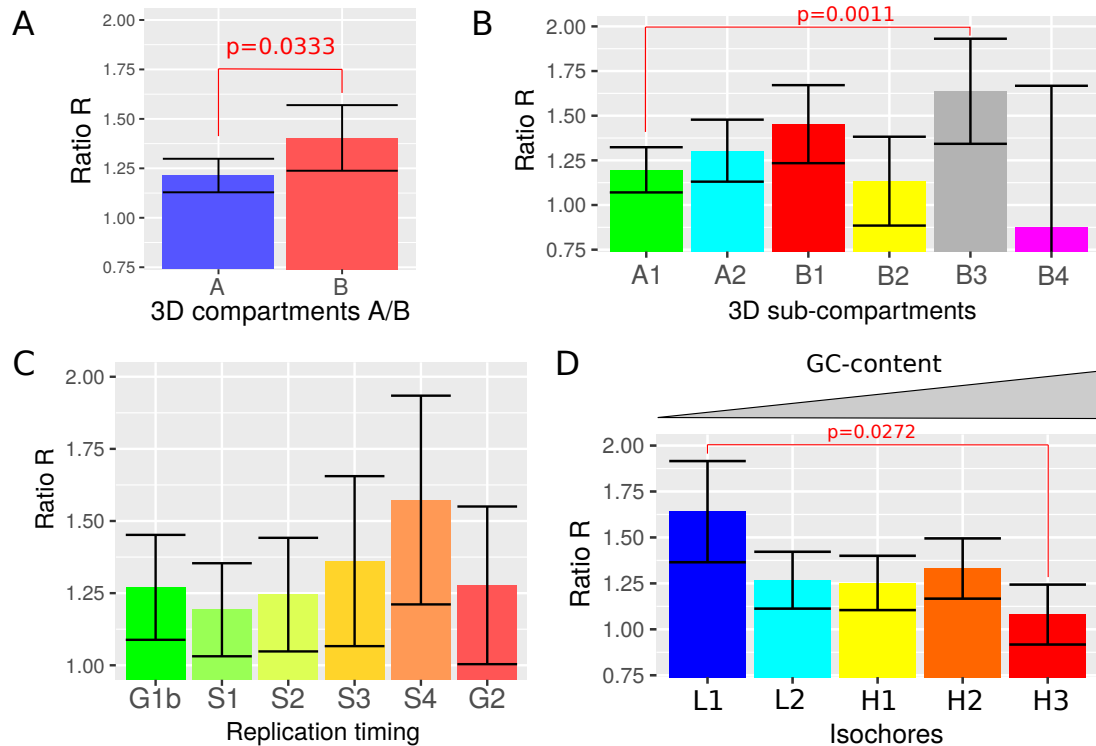 A
p=0.0333
2.00
1.75
1.50
1.25
1.00
0.75
Ratio R
A B
3D compartments A/B
B
p=0.0011
2.00
1.75
1.50
1.25
1.00
0.75
Ratio R
A1 A2 B1 B2 B3 B4
3D sub-compartments
C
2.00
1.75
1.50
1.25
1.00
Ratio R
G1b S1 S2 S3 S4 G2
Replication timing
D
GC-content
p=0.0272
2.00
1.75
1.50
1.25
1.00
0.75
Ratio R
L1 L2 H1 H2 H3
Isochores